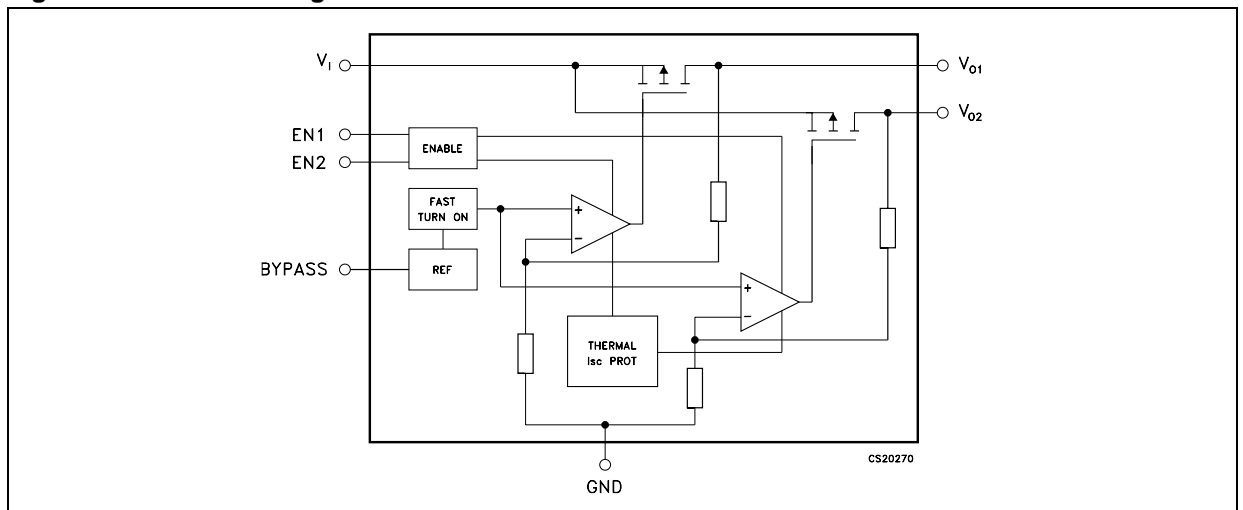 V_I
V_O1
V_O2
EN1
EN2
ENABLE
FAST
TURN ON
+
−
BYPASS
REF
+
−
THERMAL
Isc PROT
CS20270
GND